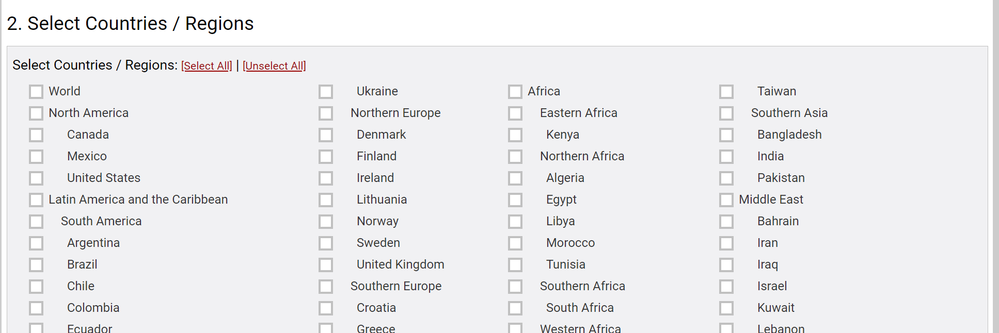 2. Select Countries / Regions
Select Countries / Regions: [Select All] | [Unselect All]
World
North America
Canada
Mexico
United States
Latin America and the Caribbean
South America
Argentina
Brazil
Chile
Colombia
Ecuador
Ukraine
Northern Europe
Denmark
Finland
Ireland
Lithuania
Norway
Sweden
United Kingdom
Southern Europe
Croatia
Greece
Africa
Eastern Africa
Kenya
Northern Africa
Algeria
Egypt
Libya
Morocco
Tunisia
Southern Africa
South Africa
Western Africa
Taiwan
Southern Asia
Bangladesh
India
Pakistan
Middle East
Bahrain
Iran
Iraq
Israel
Kuwait
Lebanon